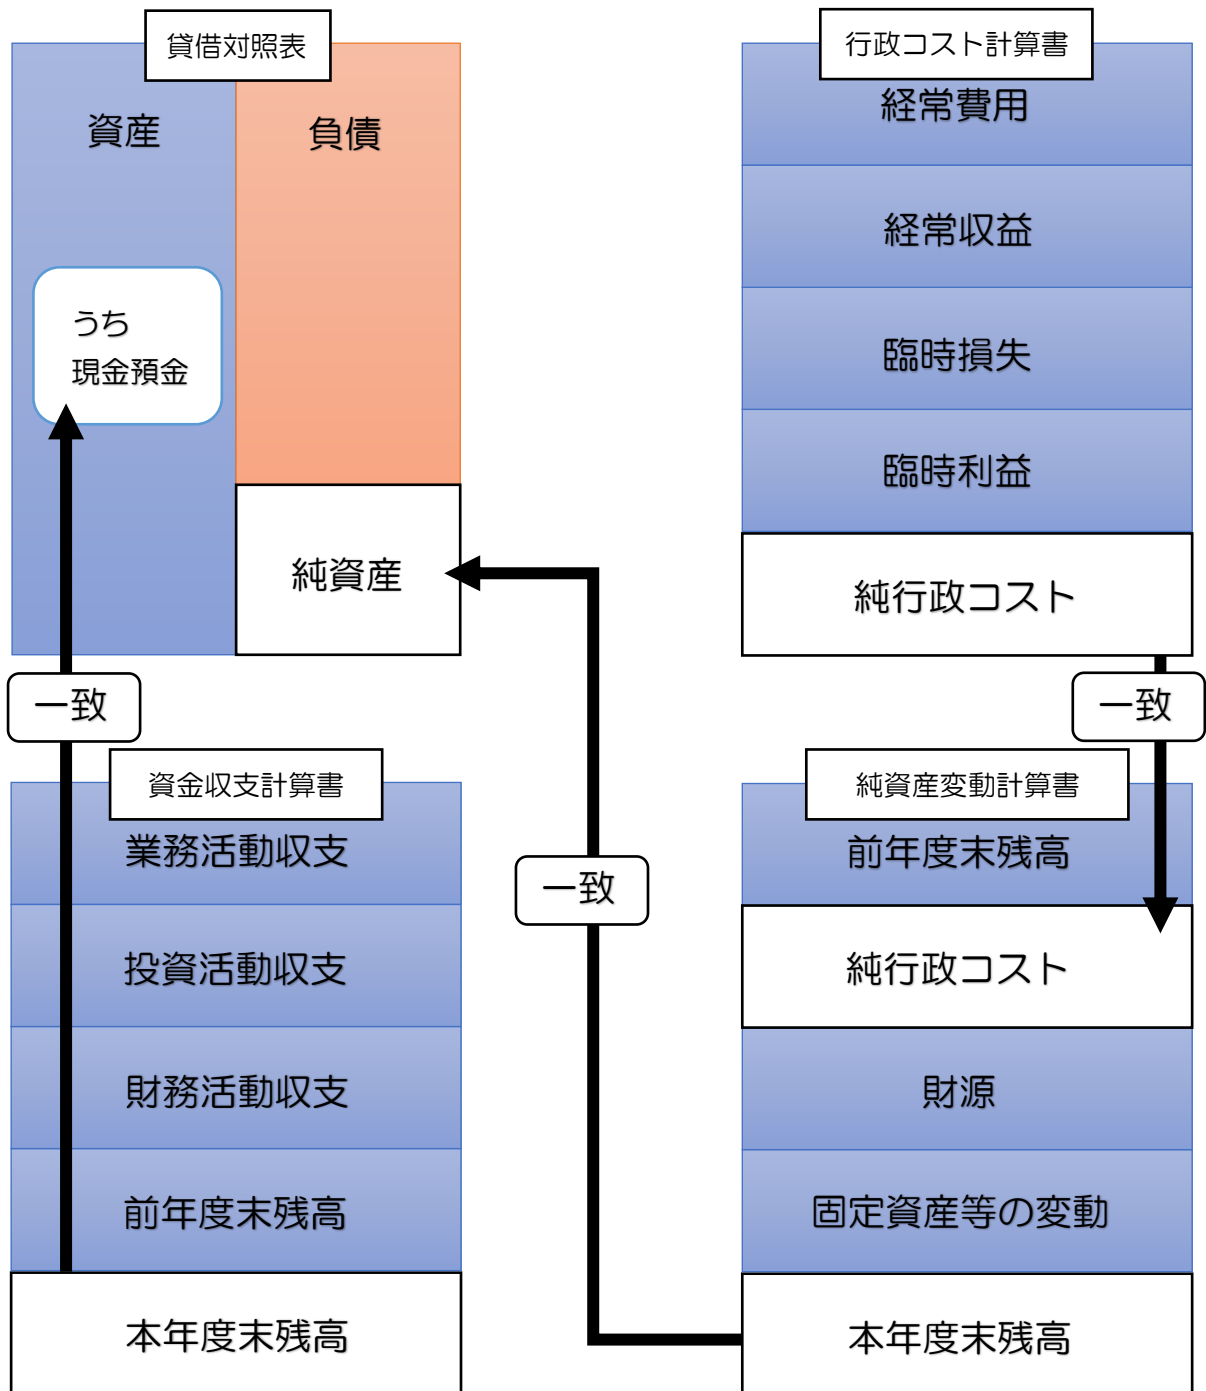 貸借対照表
資産
負債
うち
現金預金
純資産
行政コスト計算書
経常費用
経常収益
臨時損失
臨時利益
純行政コスト
一致
一致
一致
資金収支計算書
業務活動収支
投資活動収支
財務活動収支
前年度末残高
本年度末残高
純資産変動計算書
前年度末残高
純行政コスト
財源
固定資産等の変動
本年度末残高